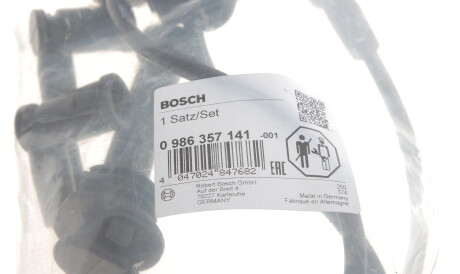 BOSCH
1 Satz/Set
0 986 357 141 -001
4 047024 847682
EAC
Robert Bosch GmbH
Auf der Breit 4
76227 Karlsruhe
GERMANY
Made in Germany
Fabriqué en Allemagne